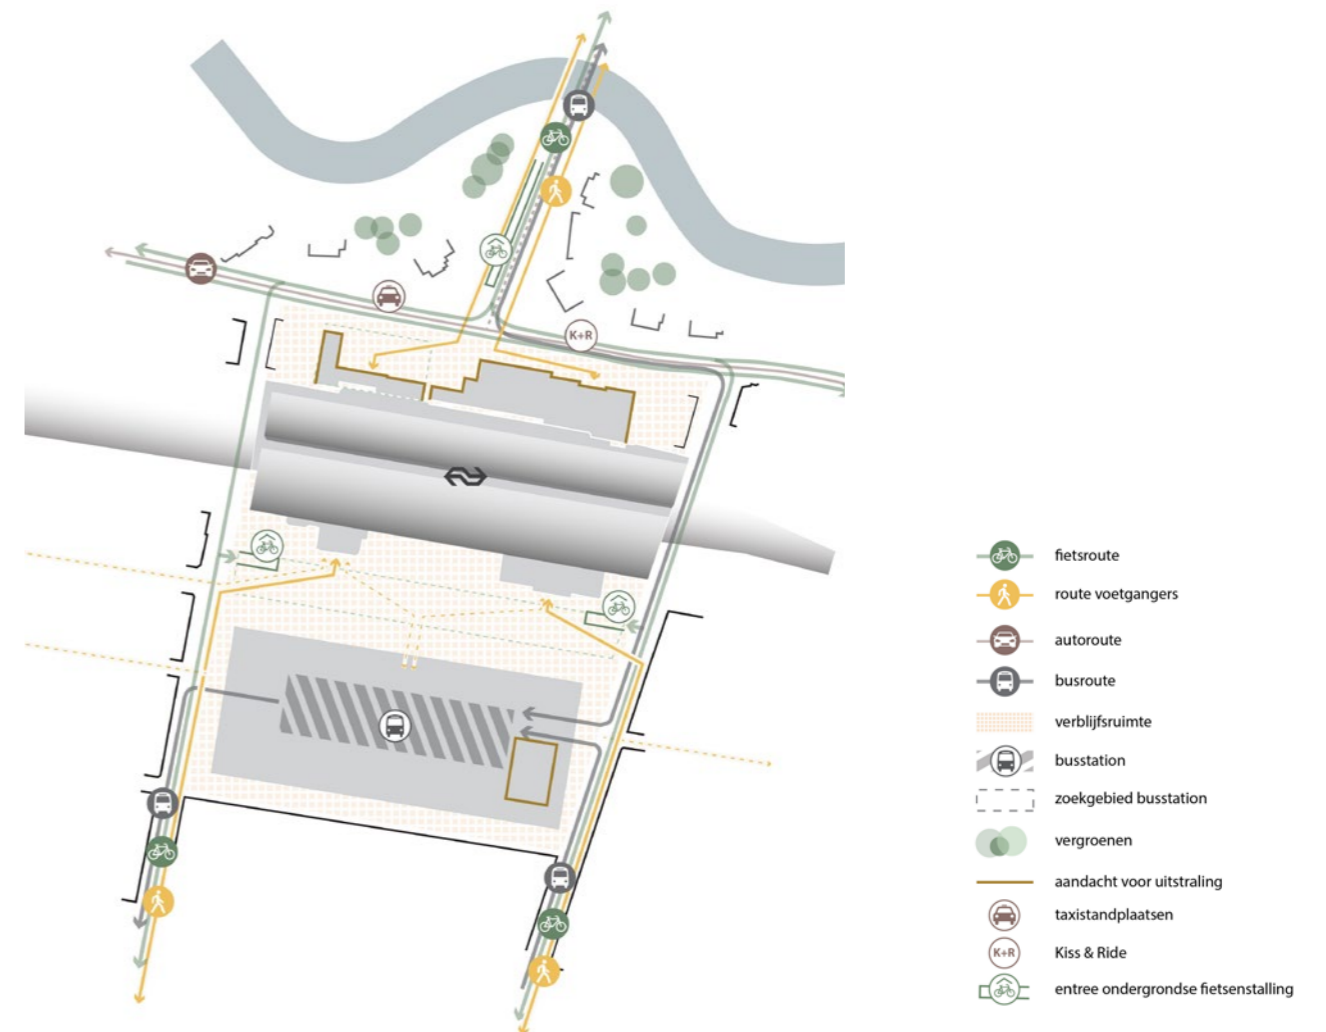 K+R
fietsroute
route voetgangers
autoroute
busroute
verblijfsruimte
busstation
zoekgebied busstation
vergroenen
aandacht voor uitstraling
taxistandplaatsen
K+R
Kiss & Ride
entree ondergrondse fietsenstalling